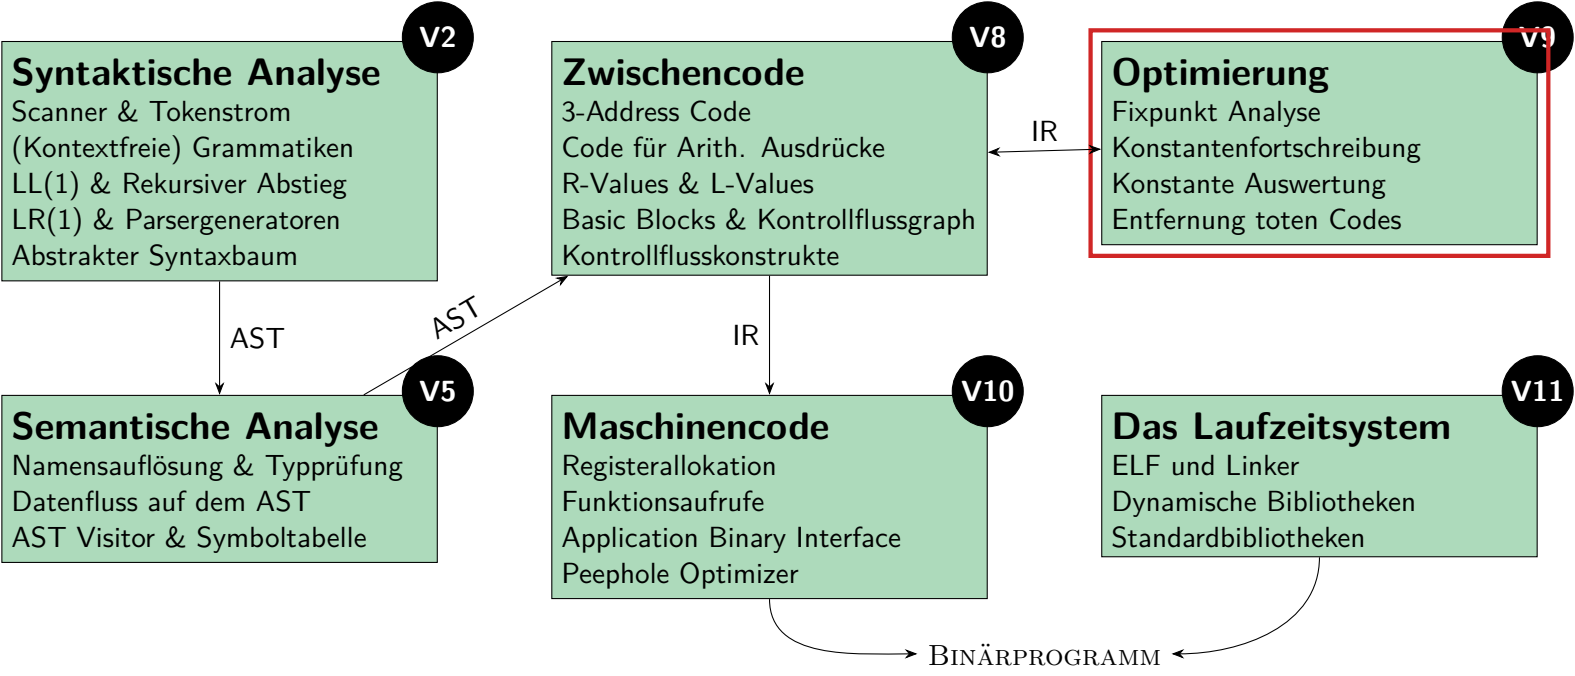 V2
Syntaktische Analyse
Scanner & Tokenstrom
(Kontextfreie) Grammatiken
LL(1) & Rekursiver Abstieg
LR(1) & Parsergeneratoren
Abstrakter Syntaxbaum
AST
V5
Semantische Analyse
Namensauflösung & Typprüfung
Datenfluss auf dem AST
AST Visitor & Symboltabelle
AST
V8
Zwischencode
3-Address Code
Code für Arith. Ausdrücke
R-Values & L-Values
Basic Blocks & Kontrollflussgraph
Kontrollflusskonstrukte
IR
V9
Optimierung
Fixpunkt Analyse
Konstantenfortschreibung
Konstante Auswertung
Entfernung toten Codes
IR
V10
Maschinencode
Registerallokation
Funktionsaufrufe
Application Binary Interface
Peephole Optimizer
V11
Das Laufzeitsystem
ELF und Linker
Dynamische Bibliotheken
Standardbibliotheken
BINÄRPROGRAMM